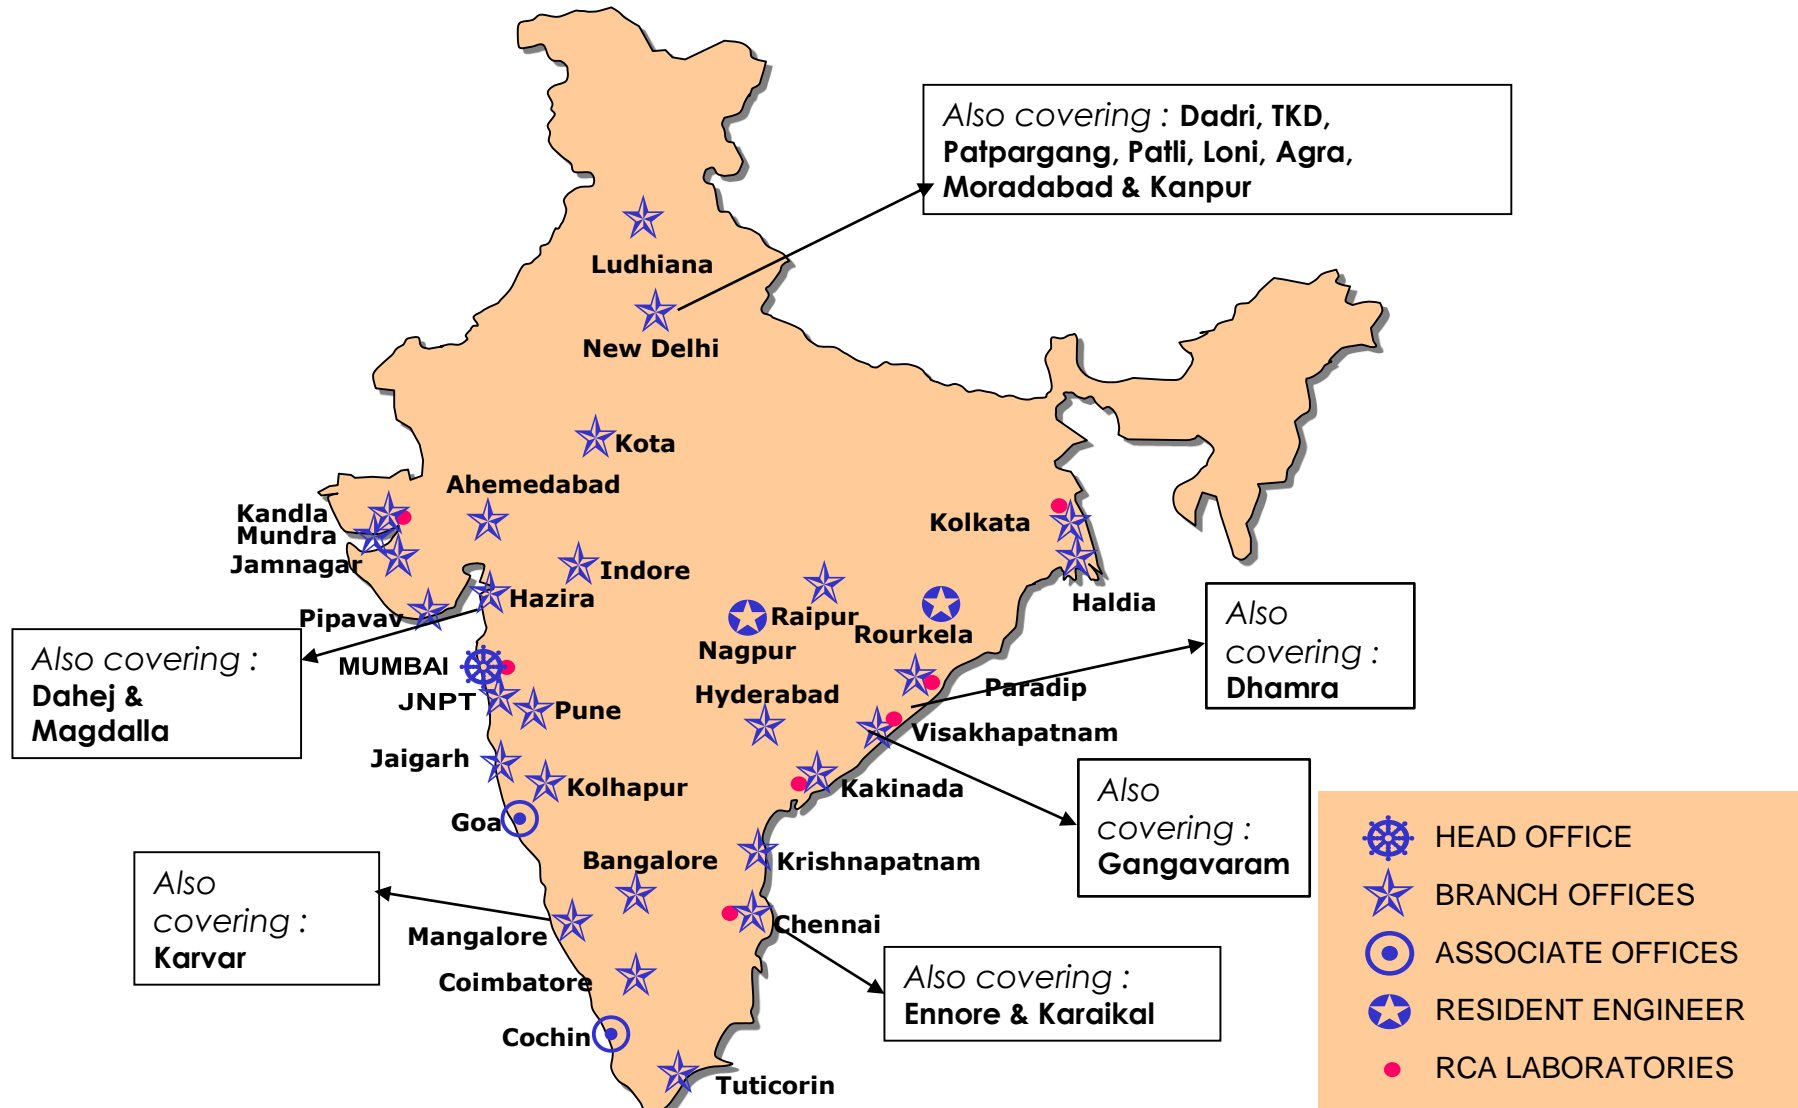 Also covering : Dadri, TKD,
Patpargang, Patli, Loni, Agra,
Moradabad & Kanpur
Ludhiana
New Delhi
Kota
Ahemedabad
Kandla
Mundra
Jamnagar
Kolkata
Indore
Hazira
Haldia
Pipavav
Raipur
Rourkela
Nagpur
Also
covering :
Dhamra
Also covering :
Dahej &
Magdalla
MUMBAI
JNPT
Pune
Hyderabad
Paradip
Visakhapatnam
Jaigarh
Kolhapur
Kakinada
Also
covering :
Gangavaram
Goa
Bangalore
Krishnapatnam
Also
covering :
Karvar
Mangalore
Chennai
Coimbatore
Also covering :
Ennore & Karaikal
Cochin
Tuticorin
HEAD OFFICE
BRANCH OFFICES
ASSOCIATE OFFICES
RESIDENT ENGINEER
RCA LABORATORIES